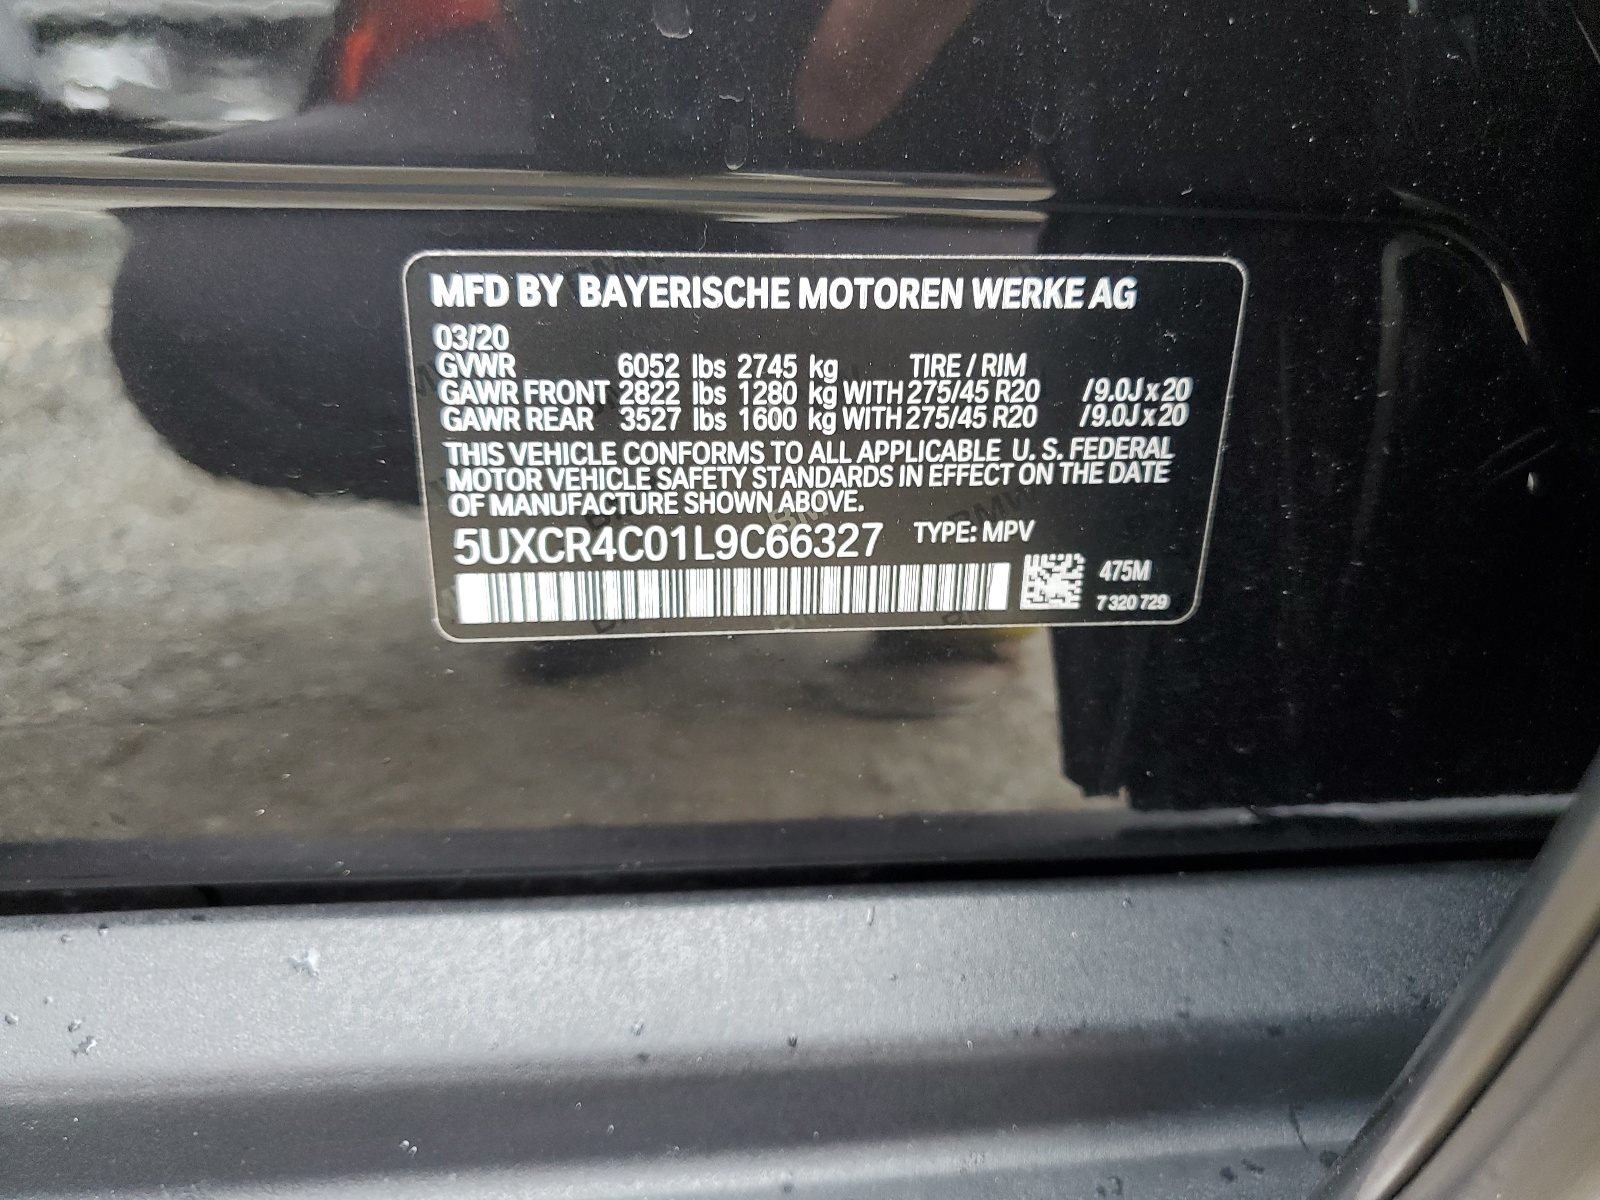 MFD BY BAYERISCHE MOTOREN WERKE AG
03/20
GVWR 6052 lbs 2745 kg TIRE / RIM
GAWR FRONT 2822 lbs 1280 kg WITH 275/45 R20 /9.0J x 20
GAWR REAR 3527 lbs 1600 kg WITH 275/45 R20 /9.0J x 20
THIS VEHICLE CONFORMS TO ALL APPLICABLE U. S. FEDERAL
MOTOR VEHICLE SAFETY STANDARDS IN EFFECT ON THE DATE
OF MANUFACTURE SHOWN ABOVE.
5UXCR4C01L9C66327 TYPE: MPV
475M
7 320 729